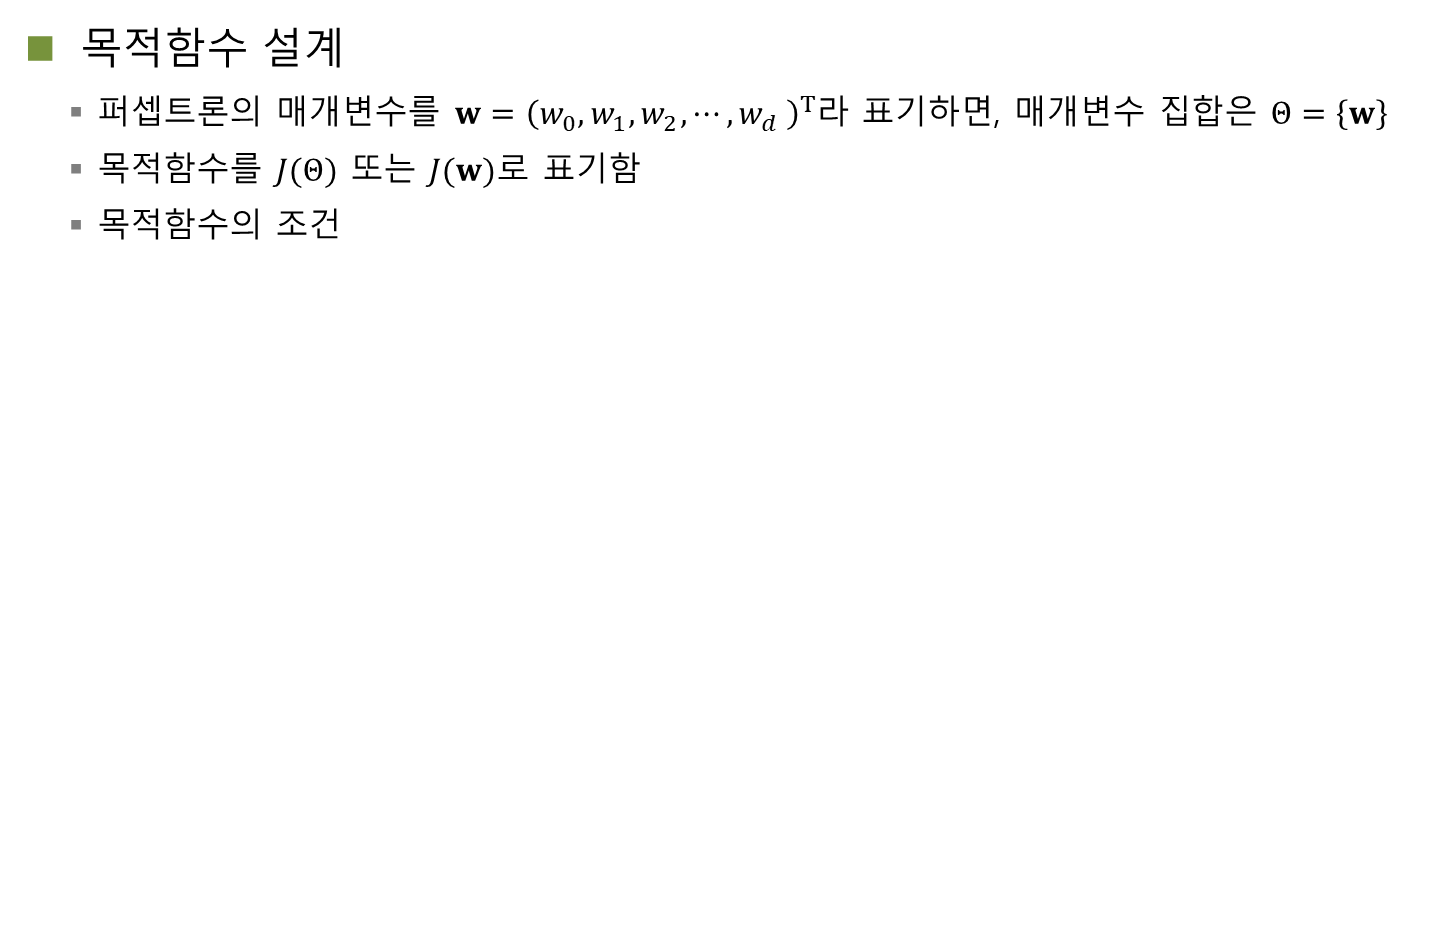 ■ 목적함수 설계
▪ 퍼셉트론의 매개변수를 𝐰 = (𝑤₀, 𝑤₁, 𝑤₂, ⋯, 𝑤_d )ᵀ라 표기하면, 매개변수 집합은 Θ = {𝐰}
▪ 목적함수를 𝐽(Θ) 또는 𝐽(𝐰)로 표기함
▪ 목적함수의 조건